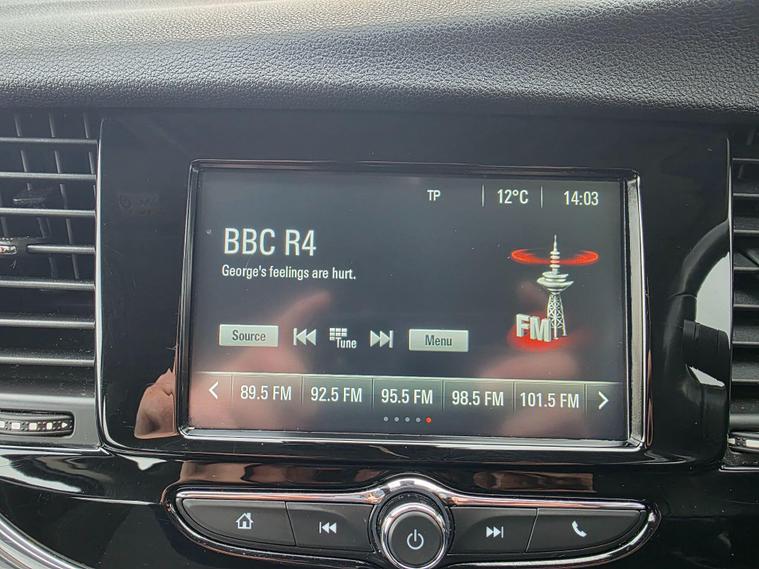 TP 12°C 14:03
BBC R4
George's feelings are hurt.
FM
Source Tune Menu
89.5 FM 92.5 FM 95.5 FM 98.5 FM 101.5 FM